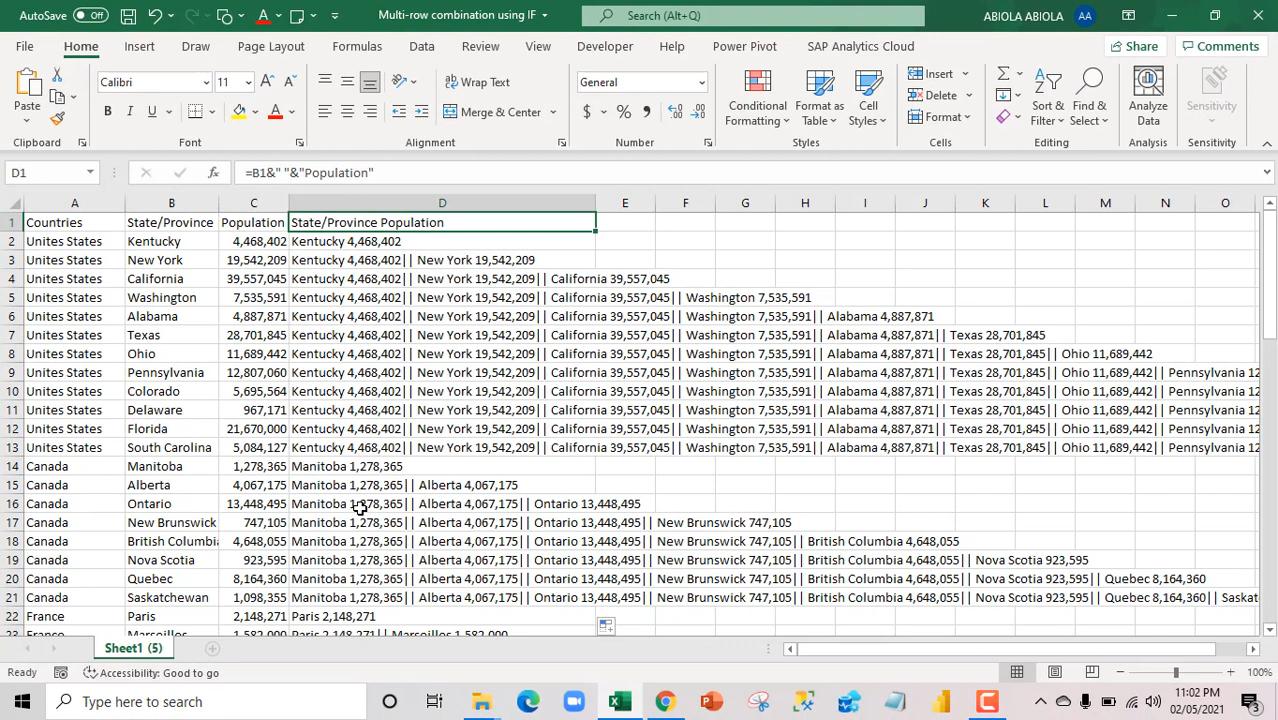 AutoSave Off Multi-row combination using IF Search (Alt+Q) ABIOLA ABIOLA AA
File Home Insert Draw Page Layout Formulas Data Review View Developer Help Power Pivot SAP Analytics Cloud Share Comments
Paste Calibri 11 Wrap Text General Conditional Formatting Format as Table Cell Styles Insert Sort & Filter Find & Select Analyze Data Sensitivity
B I U Merge & Center $ % Delete
Format
Clipboard Font Alignment Number Styles Cells Editing Analysis Sensitivity
D1 fx =B1&" "&"Population"
A B C D E F G H I J K L M N O
1 Countries State/Province Population State/Province Population
2 Unites States Kentucky 4,468,402 Kentucky 4,468,402
3 Unites States New York 19,542,209 Kentucky 4,468,402|| New York 19,542,209
4 Unites States California 39,557,045 Kentucky 4,468,402|| New York 19,542,209|| California 39,557,045
5 Unites States Washington 7,535,591 Kentucky 4,468,402|| New York 19,542,209|| California 39,557,045|| Washington 7,535,591
6 Unites States Alabama 4,887,871 Kentucky 4,468,402|| New York 19,542,209|| California 39,557,045|| Washington 7,535,591|| Alabama 4,887,871
7 Unites States Texas 28,701,845 Kentucky 4,468,402|| New York 19,542,209|| California 39,557,045|| Washington 7,535,591|| Alabama 4,887,871|| Texas 28,701,845
8 Unites States Ohio 11,689,442 Kentucky 4,468,402|| New York 19,542,209|| California 39,557,045|| Washington 7,535,591|| Alabama 4,887,871|| Texas 28,701,845|| Ohio 11,689,442
9 Unites States Pennsylvania 12,807,060 Kentucky 4,468,402|| New York 19,542,209|| California 39,557,045|| Washington 7,535,591|| Alabama 4,887,871|| Texas 28,701,845|| Ohio 11,689,442|| Pennsylvania 12
10 Unites States Colorado 5,695,564 Kentucky 4,468,402|| New York 19,542,209|| California 39,557,045|| Washington 7,535,591|| Alabama 4,887,871|| Texas 28,701,845|| Ohio 11,689,442|| Pennsylvania 12
11 Unites States Delaware 967,171 Kentucky 4,468,402|| New York 19,542,209|| California 39,557,045|| Washington 7,535,591|| Alabama 4,887,871|| Texas 28,701,845|| Ohio 11,689,442|| Pennsylvania 12
12 Unites States Florida 21,670,000 Kentucky 4,468,402|| New York 19,542,209|| California 39,557,045|| Washington 7,535,591|| Alabama 4,887,871|| Texas 28,701,845|| Ohio 11,689,442|| Pennsylvania 12
13 Unites States South Carolina 5,084,127 Kentucky 4,468,402|| New York 19,542,209|| California 39,557,045|| Washington 7,535,591|| Alabama 4,887,871|| Texas 28,701,845|| Ohio 11,689,442|| Pennsylvania 12
14 Canada Manitoba 1,278,365 Manitoba 1,278,365
15 Canada Alberta 4,067,175 Manitoba 1,278,365|| Alberta 4,067,175
16 Canada Ontario 13,448,495 Manitoba 1,278,365|| Alberta 4,067,175|| Ontario 13,448,495
17 Canada New Brunswick 747,105 Manitoba 1,278,365|| Alberta 4,067,175|| Ontario 13,448,495|| New Brunswick 747,105
18 Canada British Columbi 4,648,055 Manitoba 1,278,365|| Alberta 4,067,175|| Ontario 13,448,495|| New Brunswick 747,105|| British Columbia 4,648,055
19 Canada Nova Scotia 923,595 Manitoba 1,278,365|| Alberta 4,067,175|| Ontario 13,448,495|| New Brunswick 747,105|| British Columbia 4,648,055|| Nova Scotia 923,595
20 Canada Quebec 8,164,360 Manitoba 1,278,365|| Alberta 4,067,175|| Ontario 13,448,495|| New Brunswick 747,105|| British Columbia 4,648,055|| Nova Scotia 923,595|| Quebec 8,164,360
21 Canada Saskatchewan 1,098,355 Manitoba 1,278,365|| Alberta 4,067,175|| Ontario 13,448,495|| New Brunswick 747,105|| British Columbia 4,648,055|| Nova Scotia 923,595|| Quebec 8,164,360|| Saskat
22 France Paris 2,148,271 Paris 2,148,271
23 France Marseilles 1,582,000 Paris 2,148,271|| Marseilles 1,582,000
Sheet1 (5)
Ready Accessibility: Good to go 100%
Type here to search 11:02 PM
02/05/2021 3